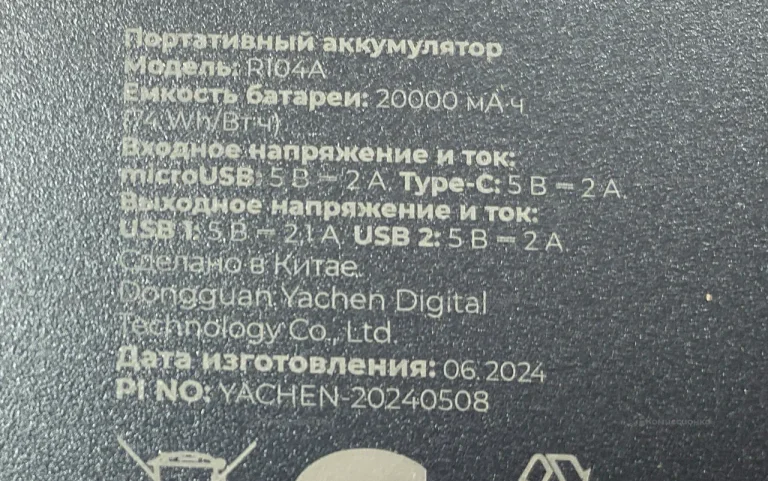 Портативный аккумулятор
Модель: R104A
Емкость батареи: 20000 мА·ч
(74 Wh/Вт·ч)
Входное напряжение и ток:
microUSB: 5 В ⎓ 2 А, Type-C: 5 В ⎓ 2 А.
Выходное напряжение и ток:
USB 1: 5 В ⎓ 2.1 А, USB 2: 5 В ⎓ 2 А
Сделано в Китае.
Dongguan Yachen Digital
Technology Co., Ltd.
Дата изготовления: 06.2024
PI NO: YACHEN-20240508